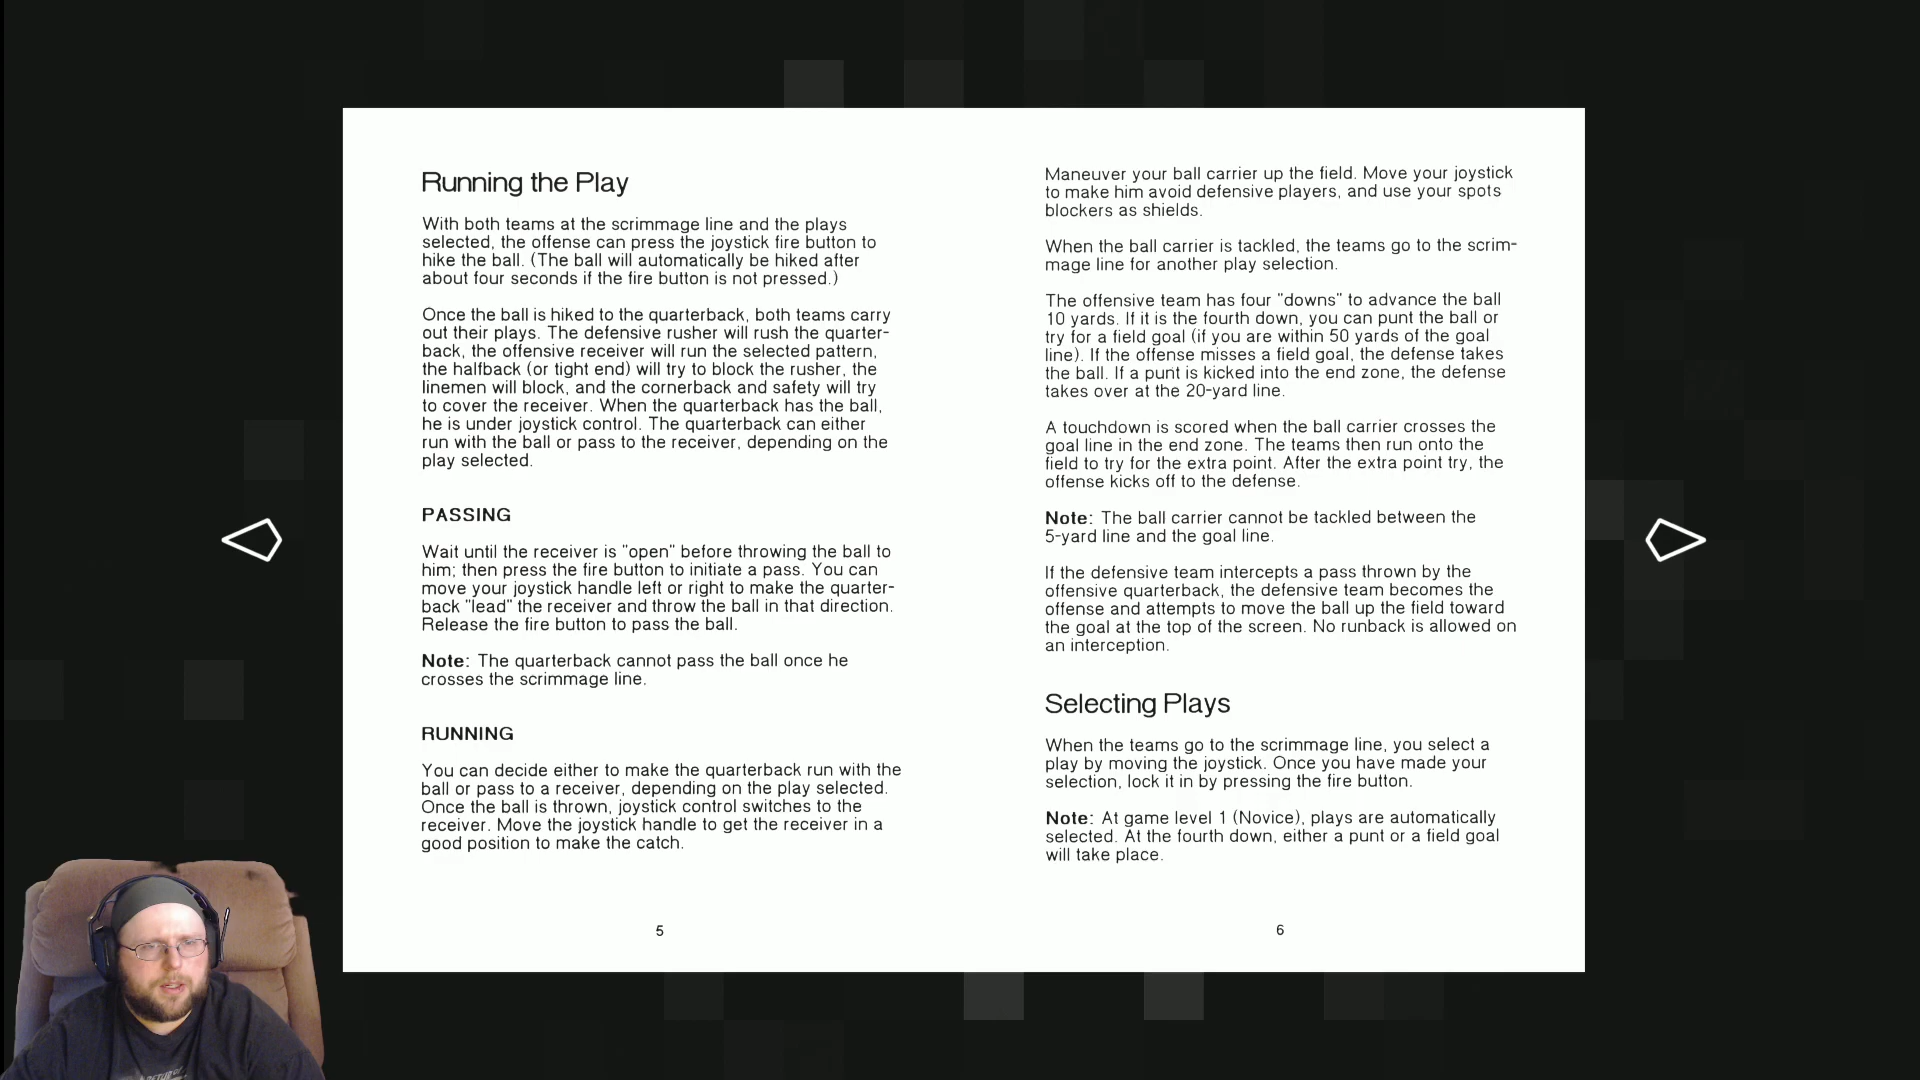 Running the Play
With both teams at the scrimmage line and the plays
selected, the offense can press the joystick fire button to
hike the ball. (The ball will automatically be hiked after
about four seconds if the fire button is not pressed.)
Once the ball is hiked to the quarterback, both teams carry
out their plays. The defensive rusher will rush the quarter-
back, the offensive receiver will run the selected pattern,
the halfback (or tight end) will try to block the rusher, the
linemen will block, and the cornerback and safety will try
to cover the receiver. When the quarterback has the ball,
he is under joystick control. The quarterback can either
run with the ball or pass to the receiver, depending on the
play selected.
PASSING
Wait until the receiver is "open" before throwing the ball to
him; then press the fire button to initiate a pass. You can
move your joystick handle left or right to make the quarter-
back "lead" the receiver and throw the ball in that direction.
Release the fire button to pass the ball.
Note: The quarterback cannot pass the ball once he
crosses the scrimmage line.
RUNNING
You can decide either to make the quarterback run with the
ball or pass to a receiver, depending on the play selected.
Once the ball is thrown, joystick control switches to the
receiver. Move the joystick handle to get the receiver in a
good position to make the catch.
5
Maneuver your ball carrier up the field. Move your joystick
to make him avoid defensive players, and use your spots
blockers as shields.
When the ball carrier is tackled, the teams go to the scrim-
mage line for another play selection.
The offensive team has four "downs" to advance the ball
10 yards. If it is the fourth down, you can punt the ball or
try for a field goal (if you are within 50 yards of the goal
line). If the offense misses a field goal, the defense takes
the ball. If a punt is kicked into the end zone, the defense
takes over at the 20-yard line.
A touchdown is scored when the ball carrier crosses the
goal line in the end zone. The teams then run onto the
field to try for the extra point. After the extra point try, the
offense kicks off to the defense.
Note: The ball carrier cannot be tackled between the
5-yard line and the goal line.
If the defensive team intercepts a pass thrown by the
offensive quarterback, the defensive team becomes the
offense and attempts to move the ball up the field toward
the goal at the top of the screen. No runback is allowed on
an interception.
Selecting Plays
When the teams go to the scrimmage line, you select a
play by moving the joystick. Once you have made your
selection, lock it in by pressing the fire button.
Note: At game level 1 (Novice), plays are automatically
selected. At the fourth down, either a punt or a field goal
will take place.
6